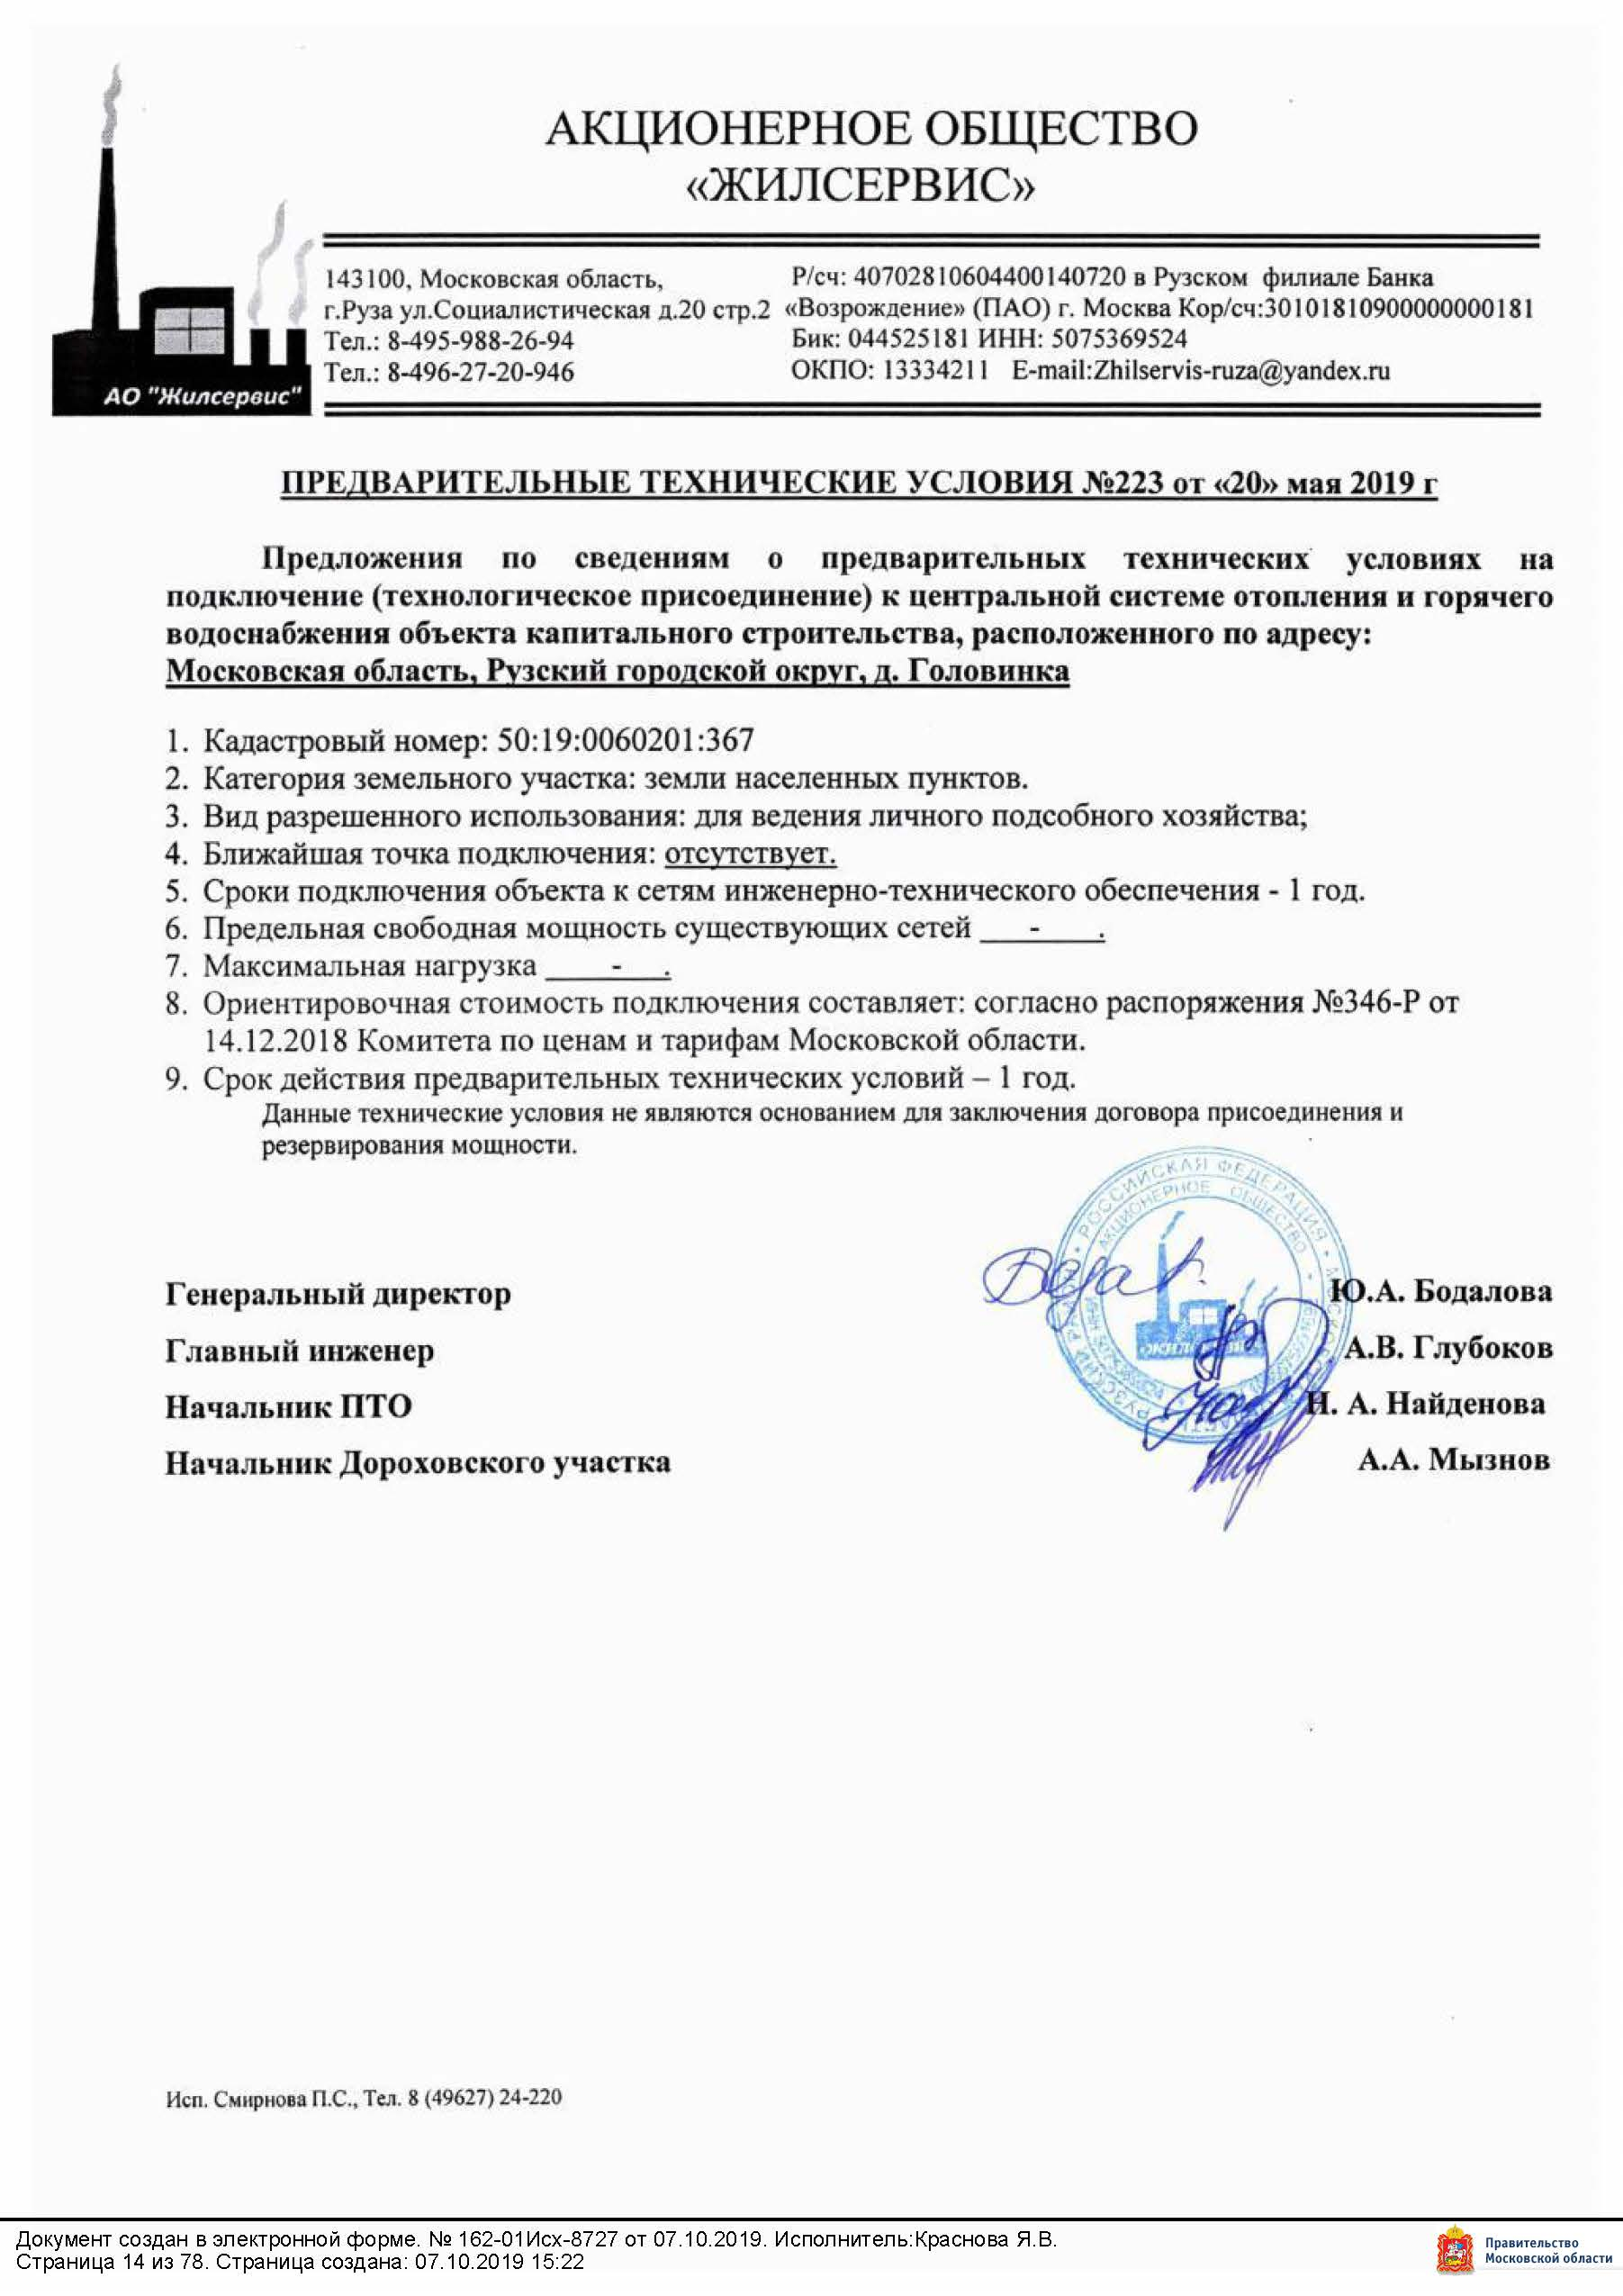 АКЦИОНЕРНОЕ ОБЩЕСТВО
«ЖИЛСЕРВИС»
143100, Московская область,
г.Руза ул.Социалистическая д.20 стр.2
Тел.: 8-495-988-26-94
Тел.: 8-496-27-20-946
Р/сч: 40702810604400140720 в Рузском филиале Банка
«Возрождение» (ПАО) г. Москва Кор/сч:30101810900000000181
Бик: 044525181 ИНН: 5075369524
ОКПО: 13334211 E-mail:Zhilservis-ruza@yandex.ru
АО "Жилсервис"
ПРЕДВАРИТЕЛЬНЫЕ ТЕХНИЧЕСКИЕ УСЛОВИЯ №223 от «20» мая 2019 г
Предложения по сведениям о предварительных технических условиях на
подключение (технологическое присоединение) к центральной системе отопления и горячего
водоснабжения объекта капитального строительства, расположенного по адресу:
Московская область, Рузский городской округ, д. Головинка
1. Кадастровый номер: 50:19:0060201:367
2. Категория земельного участка: земли населенных пунктов.
3. Вид разрешенного использования: для ведения личного подсобного хозяйства;
4. Ближайшая точка подключения: отсутствует.
5. Сроки подключения объекта к сетям инженерно-технического обеспечения - 1 год.
6. Предельная свободная мощность существующих сетей ___-____.
7. Максимальная нагрузка ____-___.
8. Ориентировочная стоимость подключения составляет: согласно распоряжения №346-Р от
14.12.2018 Комитета по ценам и тарифам Московской области.
9. Срок действия предварительных технических условий – 1 год.
Данные технические условия не являются основанием для заключения договора присоединения и
резервирования мощности.
РОССИЙСКАЯ ФЕДЕРАЦИЯ
АКЦИОНЕРНОЕ ОБЩЕСТВО
Генеральный директор Ю.А. Бодалова
Главный инженер А.В. Глубоков
Начальник ПТО Н. А. Найденова
Начальник Дороховского участка А.А. Мызнов
Исп. Смирнова П.С., Тел. 8 (49627) 24-220
Документ создан в электронной форме. № 162-01Исх-8727 от 07.10.2019. Исполнитель:Краснова Я.В.
Страница 14 из 78. Страница создана: 07.10.2019 15:22
Правительство
Московской области